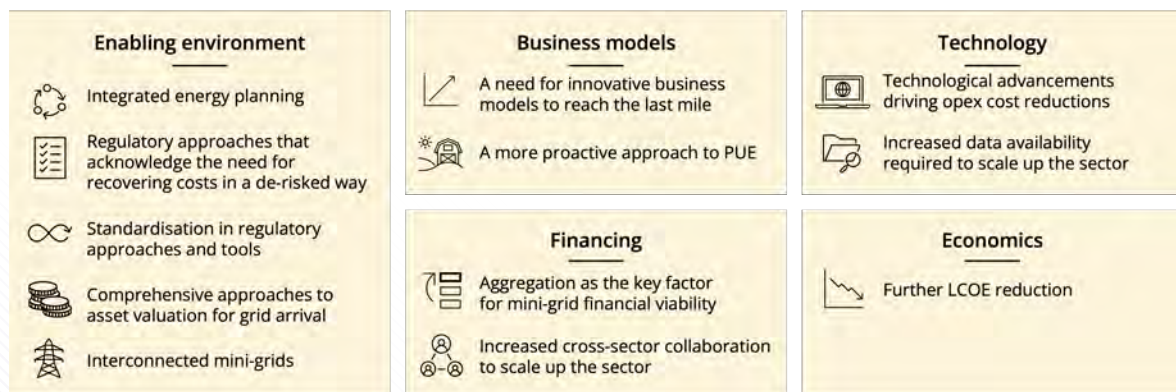 Enabling environment
Integrated energy planning
Regulatory approaches that
acknowledge the need for
recovering costs in a de-risked way
Standardisation in regulatory
approaches and tools
Comprehensive approaches to
asset valuation for grid arrival
Interconnected mini-grids
Business models
A need for innovative business
models to reach the last mile
A more proactive approach to PUE
Technology
Technological advancements
driving opex cost reductions
Increased data availability
required to scale up the sector
Financing
Aggregation as the key factor
for mini-grid financial viability
Increased cross-sector collaboration
to scale up the sector
Economics
Further LCOE reduction